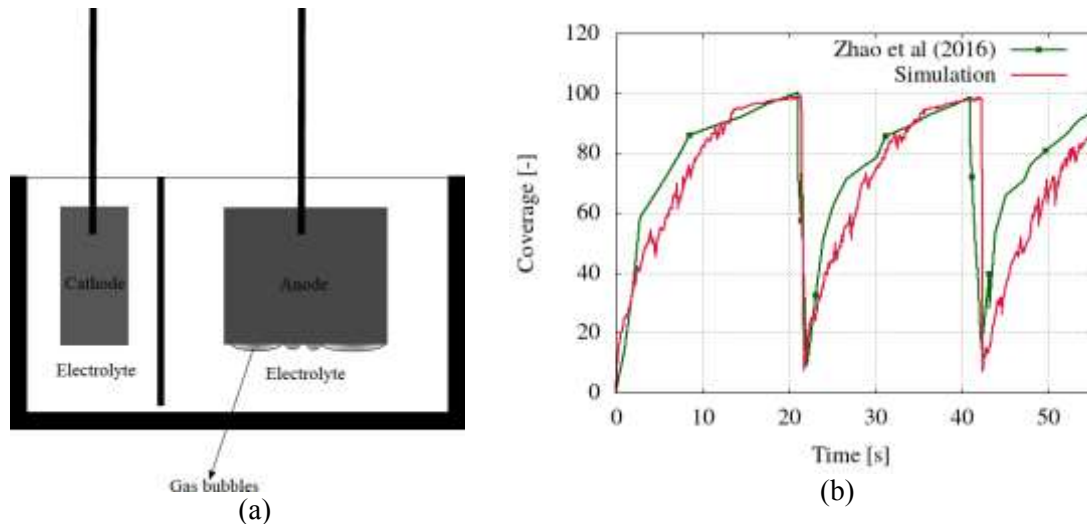 Cathode
Anode
Electrolyte
Electrolyte
Gas bubbles
(a)
Zhao et al (2016)
Simulation
Coverage [-]
120
100
80
60
40
20
0
0 10 20 30 40 50
Time [s]
(b)